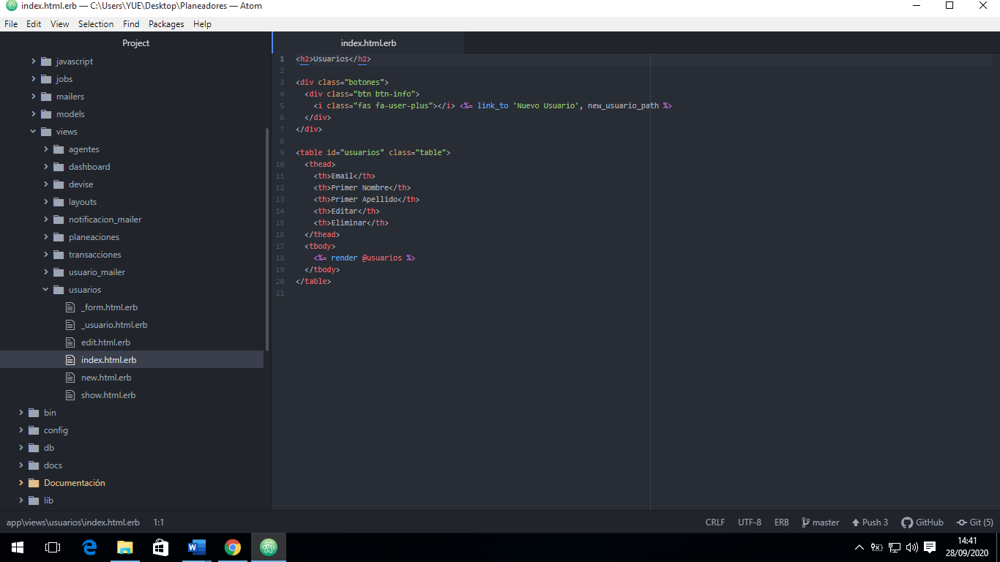 index.html.erb — C:\Users\YUE\Desktop\Planeadores — Atom
File Edit View Selection Find Packages Help
Project
javascript
jobs
mailers
models
views
agentes
dashboard
devise
layouts
notificacion_mailer
planeaciones
transacciones
usuario_mailer
usuarios
_form.html.erb
_usuario.html.erb
edit.html.erb
index.html.erb
new.html.erb
show.html.erb
bin
config
db
docs
Documentación
lib
index.html.erb
1 <h2>Usuarios</h2>
2
3 <div class="botones">
4 <div class="btn btn-info">
5 <i class="fas fa-user-plus"></i> <%= link_to 'Nuevo Usuario', new_usuario_path %>
6 </div>
7 </div>
8
9 <table id="usuarios" class="table">
10 <thead>
11 <th>Email</th>
12 <th>Primer Nombre</th>
13 <th>Primer Apellido</th>
14 <th>Editar</th>
15 <th>Eliminar</th>
16 </thead>
17 <tbody>
18 <%= render @usuarios %>
19 </tbody>
20 </table>
21
app\views\usuarios\index.html.erb 1:1 CRLF UTF-8 ERB master Push 3 GitHub Git (5)
14:41
28/09/2020